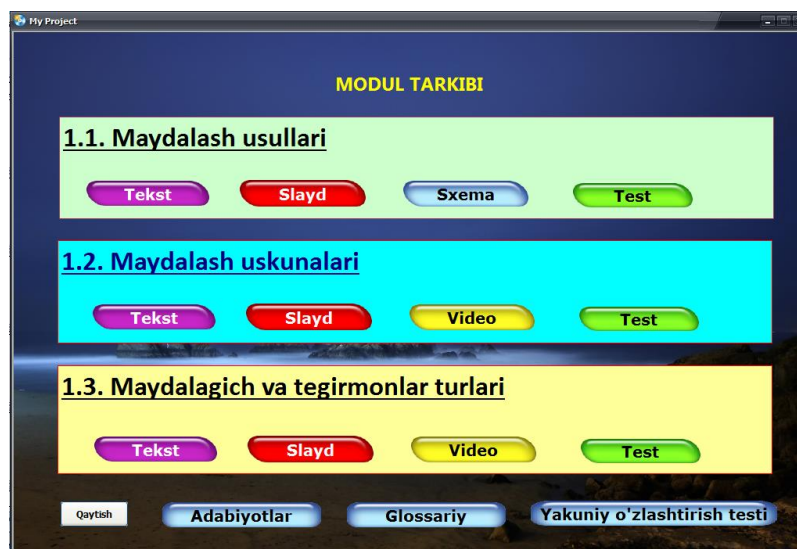 My Project
MODUL TARKIBI
1.1. Maydalash usullari
Tekst Slayd Sxema Test
1.2. Maydalash uskunalari
Tekst Slayd Video Test
1.3. Maydalagich va tegirmonlar turlari
Tekst Slayd Video Test
Qaytish Adabiyotlar Glossariy Yakuniy o'zlashtirish testi